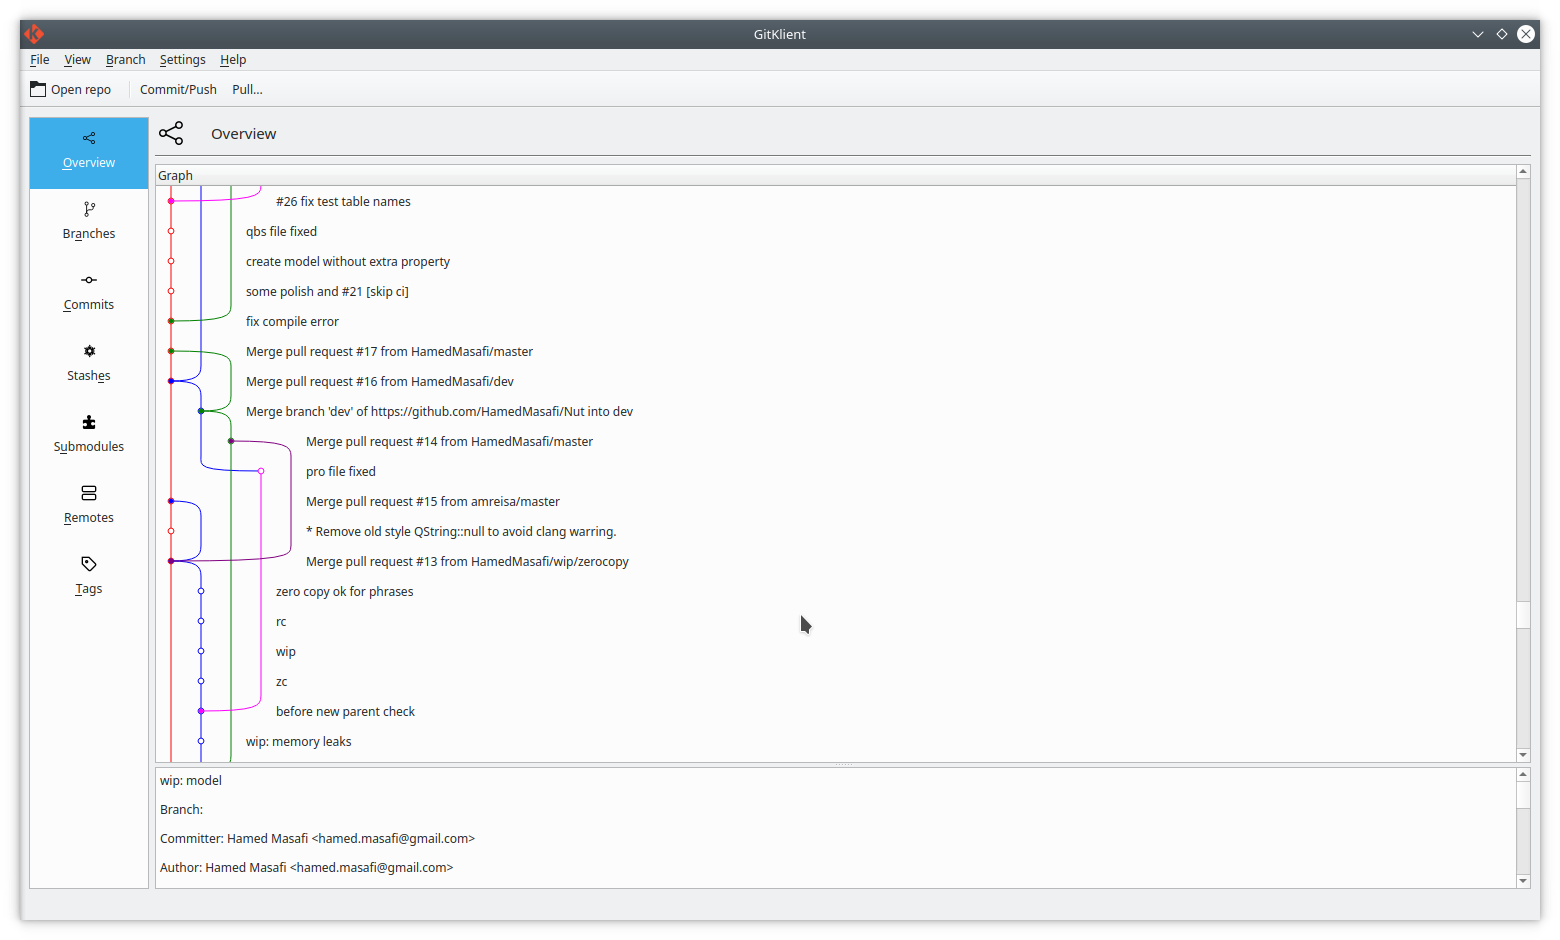 GitKlient
File View Branch Settings Help
Open repo Commit/Push Pull...
Overview
Branches
Commits
Stashes
Submodules
Remotes
Tags
Overview
Graph
#26 fix test table names
qbs file fixed
create model without extra property
some polish and #21 [skip ci]
fix compile error
Merge pull request #17 from HamedMasafi/master
Merge pull request #16 from HamedMasafi/dev
Merge branch 'dev' of https://github.com/HamedMasafi/Nut into dev
Merge pull request #14 from HamedMasafi/master
pro file fixed
Merge pull request #15 from amreisa/master
* Remove old style QString::null to avoid clang warring.
Merge pull request #13 from HamedMasafi/wip/zerocopy
zero copy ok for phrases
rc
wip
zc
before new parent check
wip: memory leaks
wip: model
Branch:
Committer: Hamed Masafi <hamed.masafi@gmail.com>
Author: Hamed Masafi <hamed.masafi@gmail.com>